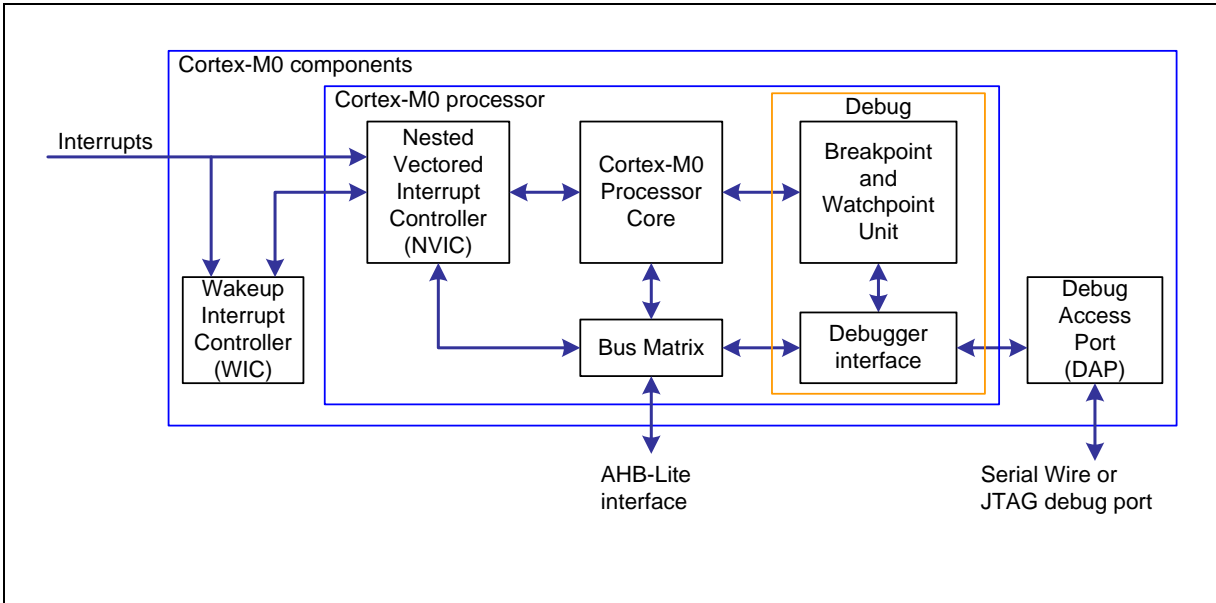 Cortex-M0 components
Cortex-M0 processor
Debug
Interrupts
Nested
Vectored
Interrupt
Controller
(NVIC)
Cortex-M0
Processor
Core
Breakpoint
and
Watchpoint
Unit
Wakeup
Interrupt
Controller
(WIC)
Bus Matrix
Debugger
interface
Debug
Access
Port
(DAP)
AHB-Lite
interface
Serial Wire or
JTAG debug port